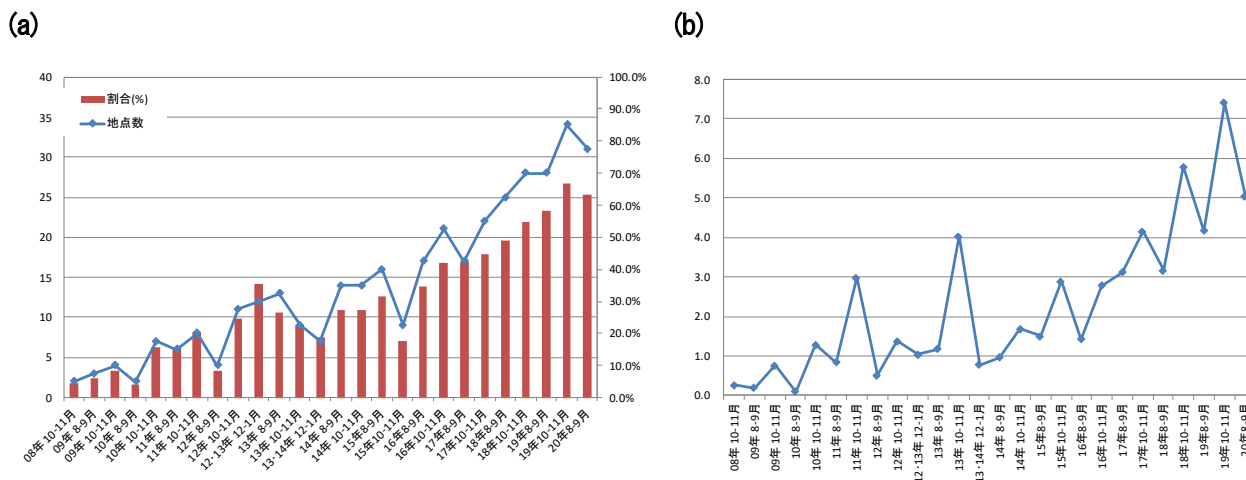 (a)
40
35
30
25
20
15
10
5
0
割合(%)
地点数
100.0%
90.0%
80.0%
70.0%
60.0%
50.0%
40.0%
30.0%
20.0%
10.0%
0.0%
08年 10-11月
09年 8-9月
09年 10-11月
10年 8-9月
10年 10-11月
11年 8-9月
11年 10-11月
12年 8-9月
12年 10-11月
12･13年 12-1月
13年 8-9月
13年 10-11月
13･14年 12-1月
14年 8-9月
14年 10-11月
15年8-9月
15年10-11月
16年8-9月
16年10-11月
17年8-9月
17年10-11月
18年8-9月
18年10-11月
19年8-9月
19年10-11月
20年8-9月
(b)
8.0
7.0
6.0
5.0
4.0
3.0
2.0
1.0
0.0
08年 10-11月
09年 8-9月
09年 10-11月
10年 8-9月
10年 10-11月
11年 8-9月
11年 10-11月
12年 8-9月
12年 10-11月
12･13年 12-1月
13年 8-9月
13年 10-11月
13･14年 12-1月
14年 8-9月
14年 10-11月
15年8-9月
15年10-11月
16年8-9月
16年10-11月
17年8-9月
17年10-11月
18年8-9月
18年10-11月
19年8-9月
19年10-11月
20年8-9月